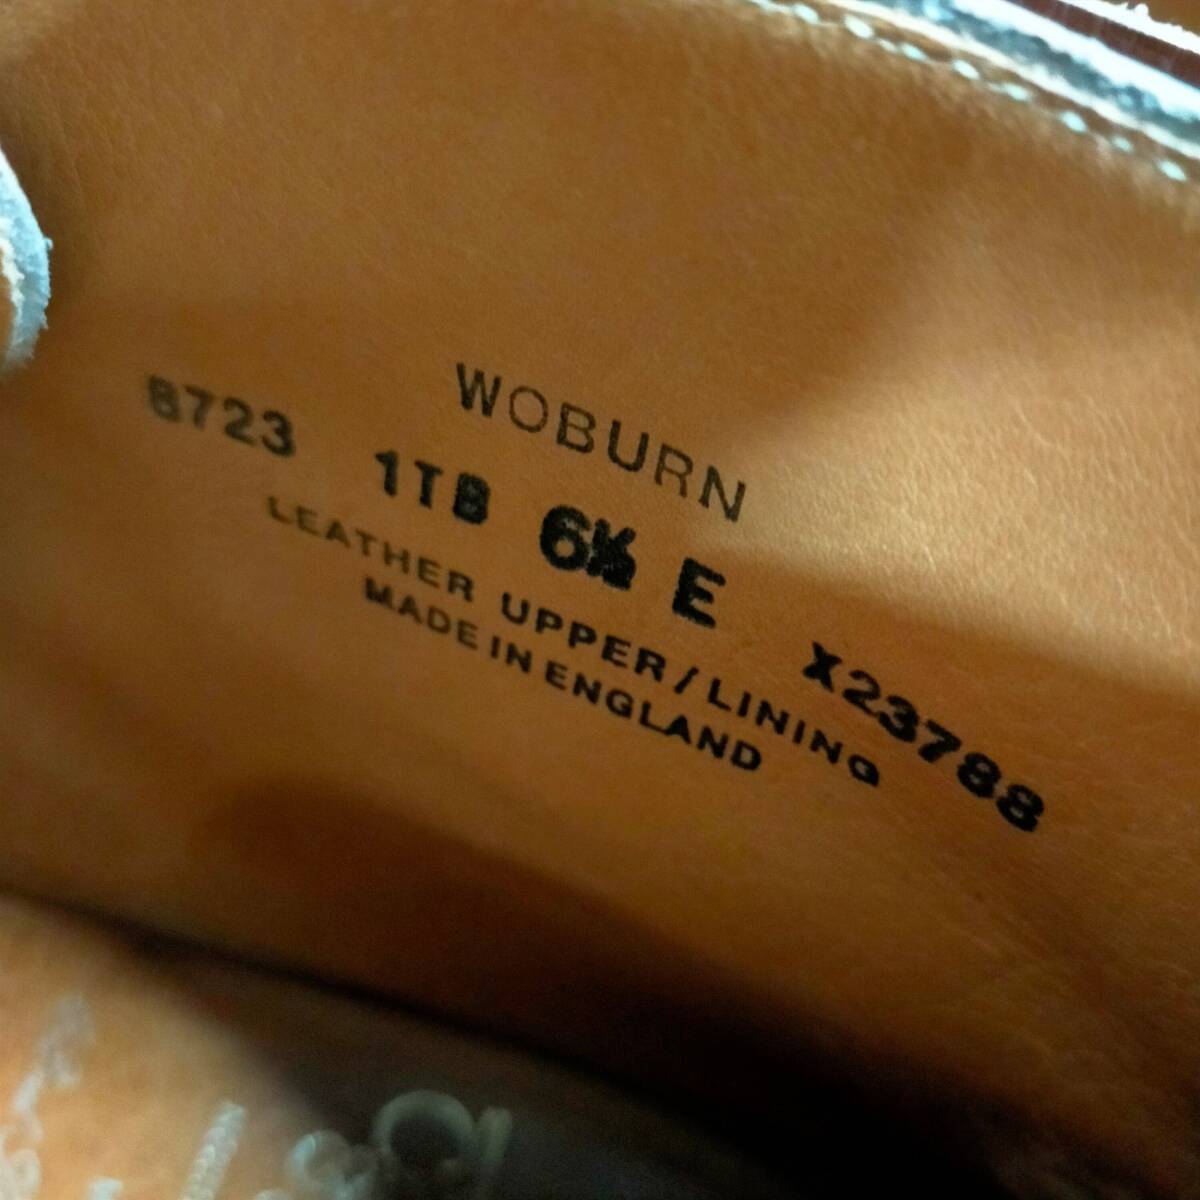 WOBURN
8723 1TB 6½ E X23788
LEATHER UPPER/LINING
MADE IN ENGLAND